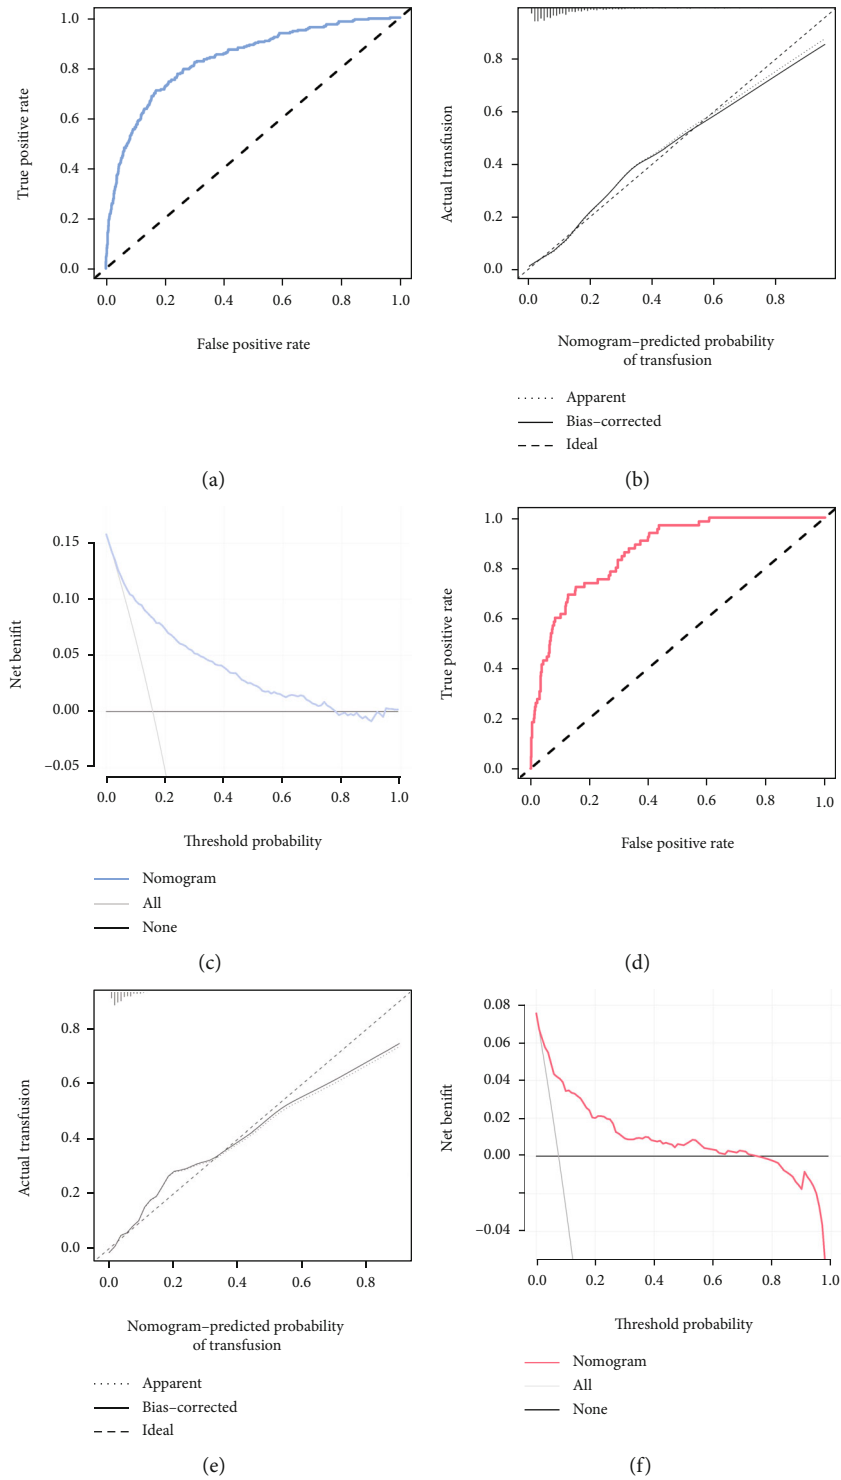 1.0
0.8
0.6
0.4
0.2
0.0
True positive rate
0.0 0.2 0.4 0.6 0.8 1.0
False positive rate
(a)
0.8
0.6
0.4
0.2
0.0
Actual transfusion
0.0 0.2 0.4 0.6 0.8
Nomogram–predicted probability
of transfusion
Apparent
Bias–corrected
Ideal
(b)
0.15
0.10
0.05
0.00
–0.05
Net benifit
0.0 0.2 0.4 0.6 0.8 1.0
Threshold probability
Nomogram
All
None
(c)
1.0
0.8
0.6
0.4
0.2
0.0
True positive rate
0.0 0.2 0.4 0.6 0.8 1.0
False positive rate
(d)
0.8
0.6
0.4
0.2
0.0
Actual transfusion
0.0 0.2 0.4 0.6 0.8
Nomogram–predicted probability
of transfusion
Apparent
Bias–corrected
Ideal
(e)
0.08
0.06
0.04
0.02
0.00
–0.04
Net benifit
0.0 0.2 0.4 0.6 0.8 1.0
Threshold probability
Nomogram
All
None
(f)